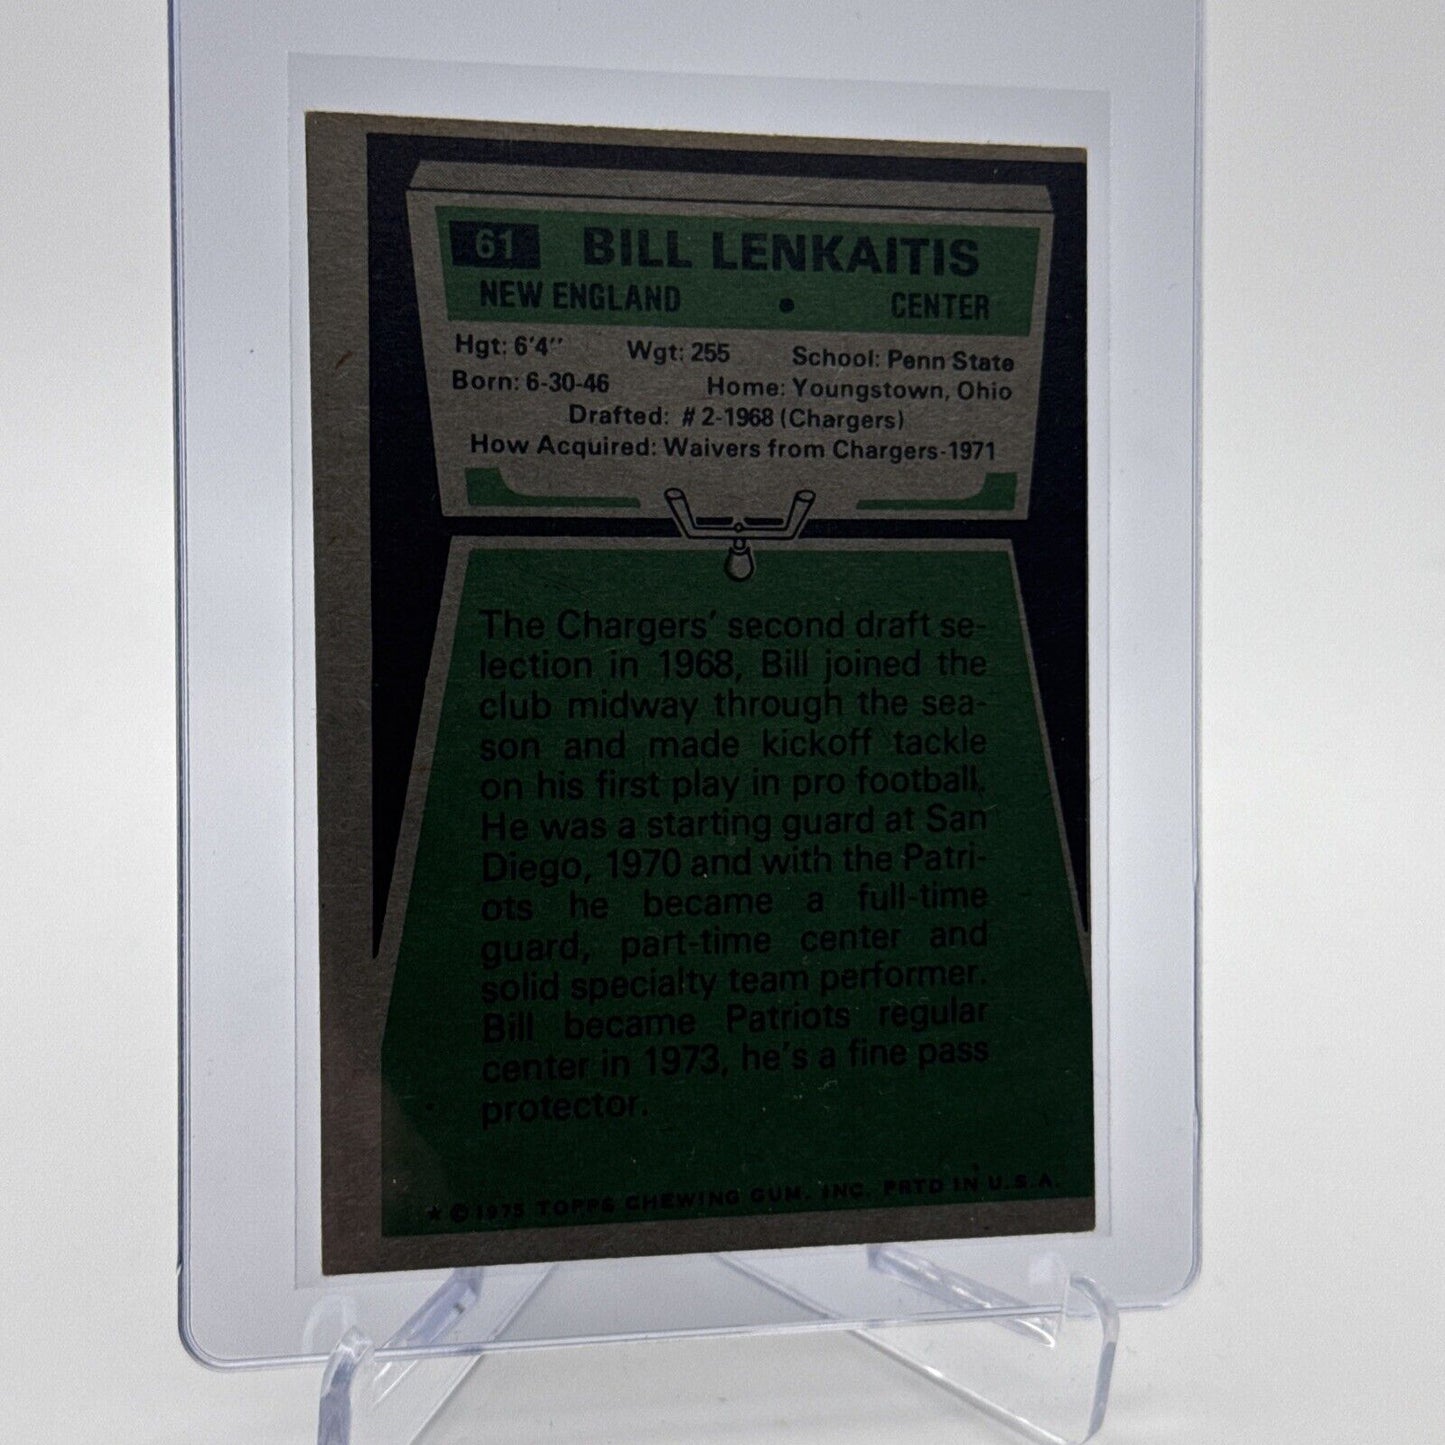 61 BILL LENKAITIS
NEW ENGLAND • CENTER
Hgt: 6'4" Wgt: 255 School: Penn State
Born: 6-30-46 Home: Youngstown, Ohio
Drafted: #2-1968 (Chargers)
How Acquired: Waivers from Chargers-1971
The Chargers' second draft se-
lection in 1968, Bill joined the
club midway through the sea-
son and made kickoff tackle
on his first play in pro football.
He was a starting guard at San
Diego, 1970 and with the Patri-
ots he became a full-time
guard, part-time center and
solid specialty team performer.
Bill became Patriots regular
center in 1973, he's a fine pass
protector.
★ © 1975 TOPPS CHEWING GUM, INC. PRTD IN U.S.A.